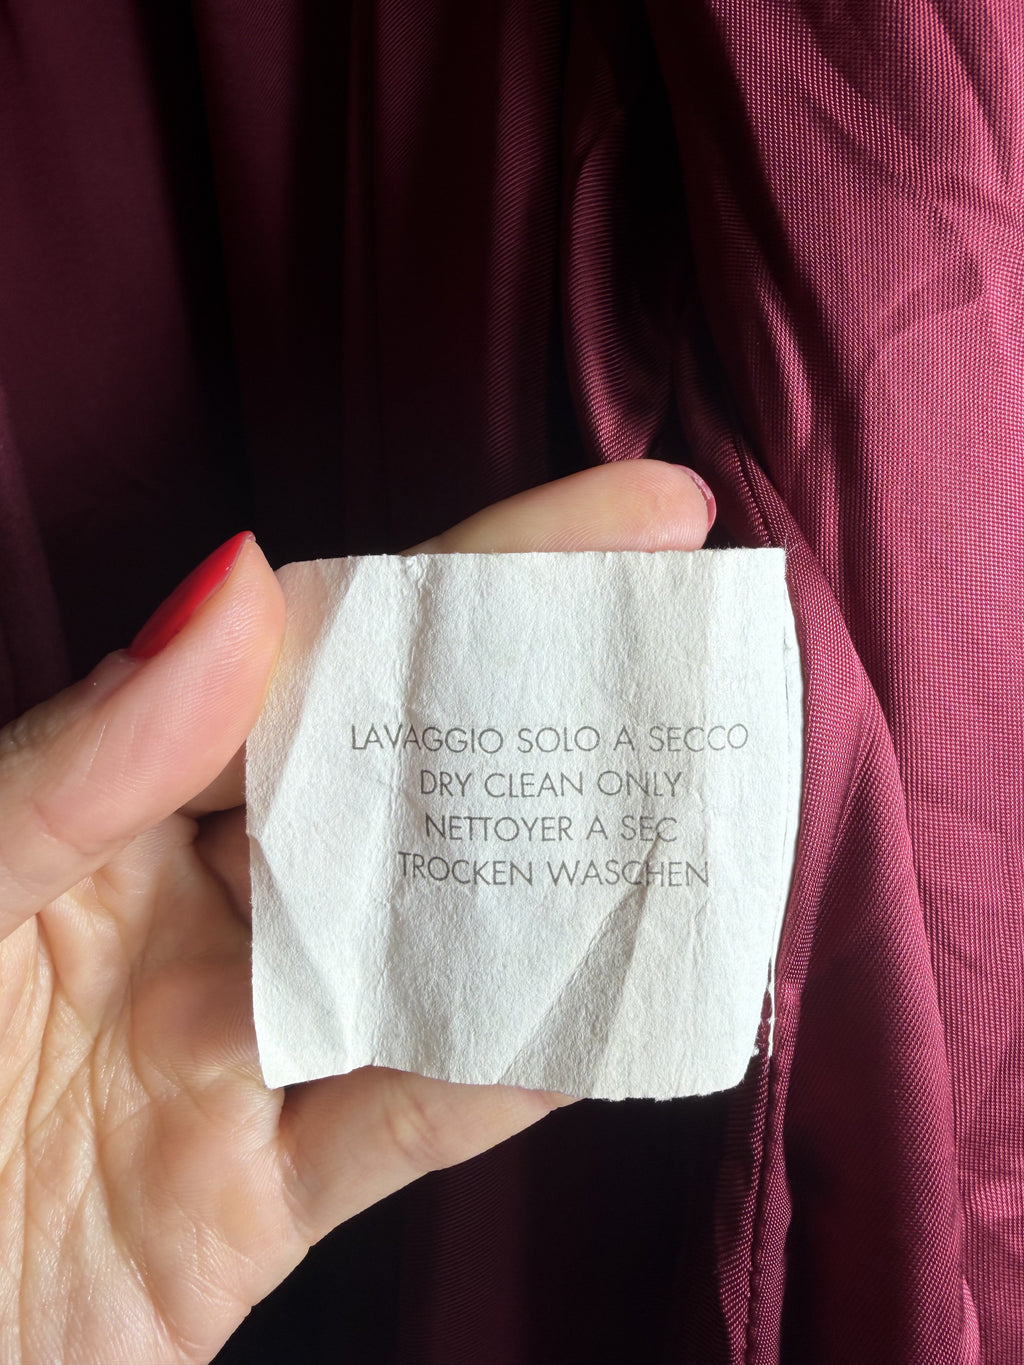 LAVAGGIO SOLO A SECCO
DRY CLEAN ONLY
NETTOYER A SEC
TROCKEN WASCHEN